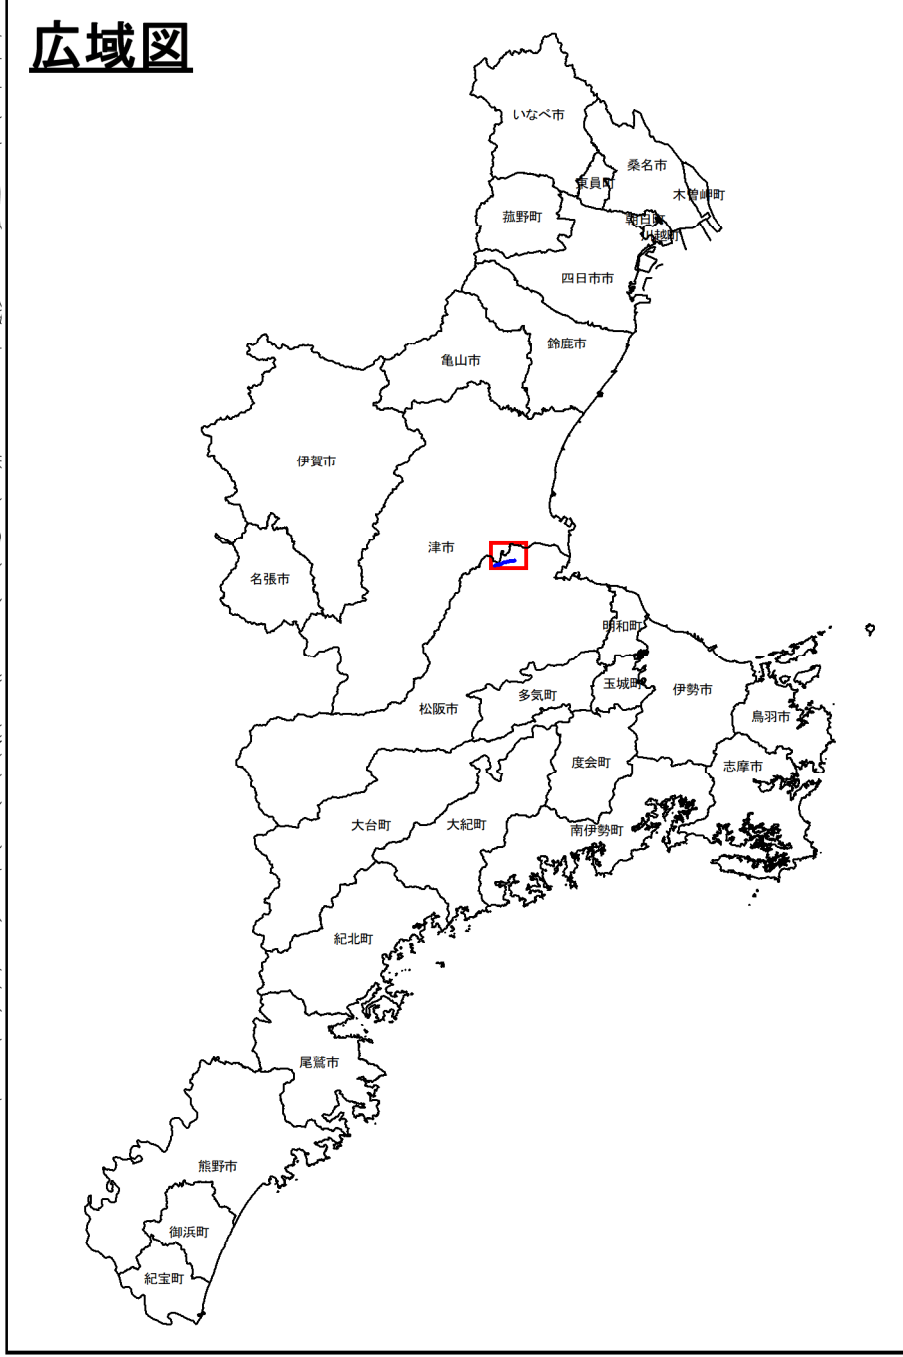 広域図
いなべ市
桑名市
東員町
木曽岬町
菰野町
朝日町
川越町
四日市市
鈴鹿市
亀山市
伊賀市
津市
名張市
明和町
玉城町
伊勢市
多気町
松阪市
鳥羽市
度会町
志摩市
大台町
大紀町
南伊勢町
紀北町
尾鷲市
熊野市
御浜町
紀宝町